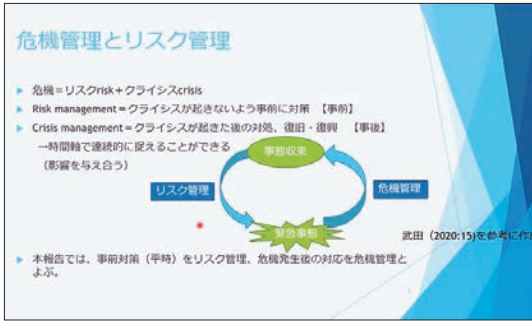 危機管理とリスク管理
危機＝リスクrisk＋クライシスcrisis
Risk management＝クライシスが起きないよう事前に対策　【事前】
Crisis management＝クライシスが起きた後の対処、復旧・復興　【事後】
→時間軸で連続的に捉えることができる
（影響を与え合う）
事態収束
リスク管理
危機管理
緊急事態
武田（2020:15)を参考に作成
本報告では、事前対策（平時）をリスク管理、危機発生後の対応を危機管理と
よぶ。